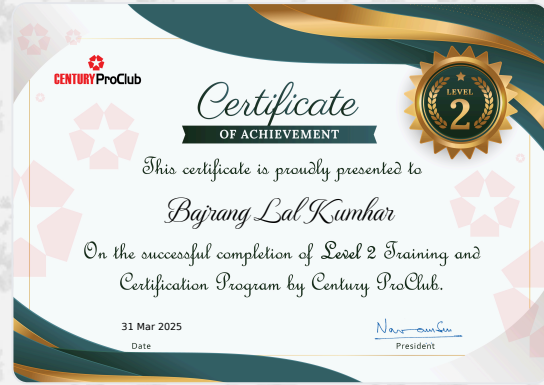 CENTURY ProClub
Certificate
OF ACHIEVEMENT
LEVEL
2
This certificate is proudly presented to
Bajrang Lal Kumhar
On the successful completion of Level 2 Training and
Certification Program by Century ProClub.
31 Mar 2025
Date
President